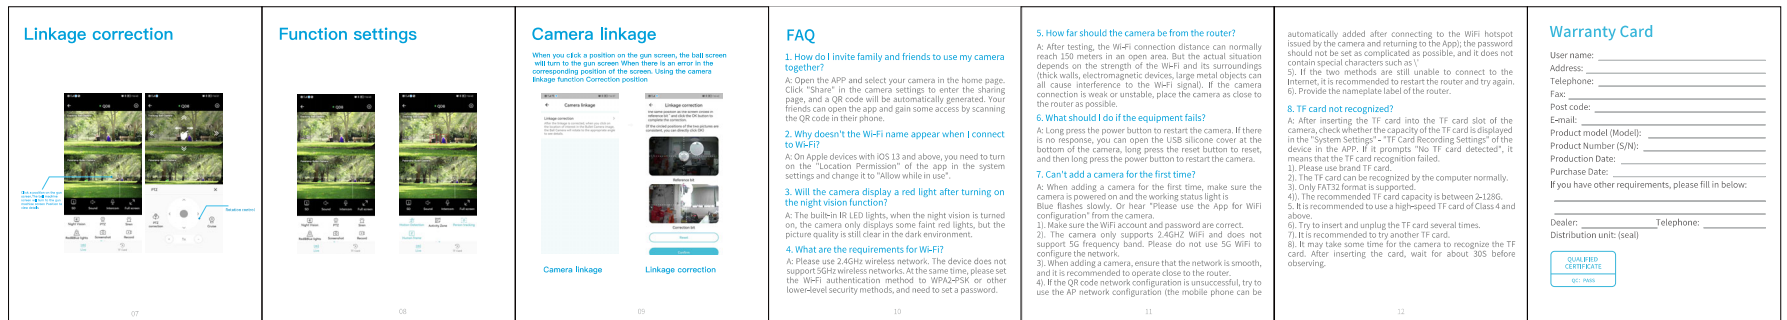 Linkage correction
Click a position on the gun
PTZ
Rotation control
07
Function settings
08
Camera linkage
When you click a position on the gun screen, the ball screen
will turn to the gun screen When there is an error in the
corresponding position of the screen. Using the camera
linkage function Correction position
Camera linkage
Linkage correction
Linkage correction
Reference list
Correction list
Camera linkage
Linkage correction
09
FAQ
1. How do I invite family and friends to use my camera
together?
A: Open the APP and select your camera in the home page.
Click "Share" in the camera settings to enter the sharing
page, and a QR code will be automatically generated. Your
friends can open the app and gain some access by scanning
the QR code in their phone.
2. Why doesn't the Wi-Fi name appear when I connect
to Wi-Fi?
A: On Apple devices with iOS 13 and above, you need to turn
on the "Location Permission" of the app in the system
settings and change it to "Allow while in use".
3. Will the camera display a red light after turning on
the night vision function?
A: The built-in IR LED lights, when the night vision is turned
on, the camera only displays some faint red lights, but the
picture quality is still clear in the dark environment.
4. What are the requirements for Wi-Fi?
A: Please use 2.4GHz wireless network. The device does not
support 5GHz wireless networks. At the same time, please set
the Wi-Fi authentication method to WPA2-PSK or other
lower-level security methods, and need to set a password.
10
5. How far should the camera be from the router?
A: After testing, the Wi-Fi connection distance can normally
reach 150 meters in an open area. But the actual situation
depends on the strength of the Wi-Fi and its surroundings
(thick walls, electromagnetic devices, large metal objects can
all cause interference to the Wi-Fi signal). If the camera
connection is weak or unstable, place the camera as close to
the router as possible.
6. What should I do if the equipment fails?
A: Long press the power button to restart the camera. If there
is no response, you can open the USB silicone cover at the
bottom of the camera, long press the reset button to reset,
and then long press the power button to restart the camera.
7. Can't add a camera for the first time?
A: When adding a camera for the first time, make sure the
camera is powered on and the working status light is
Blue flashes slowly. Or hear "Please use the App for WiFi
configuration" from the camera.
1). Make sure the WiFi account and password are correct.
2). The camera only supports 2.4GHZ WiFi and does not
support 5G frequency band. Please do not use 5G WiFi to
configure the network.
3). When adding a camera, ensure that the network is smooth,
and it is recommended to operate close to the router.
4). If the QR code network configuration is unsuccessful, try to
use the AP network configuration (the mobile phone can be
11
automatically added after connecting to the WiFi hotspot
issued by the camera and returning to the App); the password
should not be set as complicated as possible, and it does not
contain special characters such as \'
5). If the two methods are still unable to connect to the
Internet, it is recommended to restart the router and try again.
6). Provide the nameplate label of the router.
8. TF card not recognized?
A: After inserting the TF card into the TF card slot of the
camera, check whether the capacity of the TF card is displayed
in the "System Settings" - "TF Card Recording Settings" of the
device in the APP. If it prompts "No TF card detected", it
means that the TF card recognition failed.
1). Please use brand TF card.
2). The TF card can be recognized by the computer normally.
3). Only FAT32 format is supported.
4)). The recommended TF card capacity is between 2-128G.
5). It is recommended to use a high-speed TF card of Class 4 and
above.
6). Try to insert and unplug the TF card several times.
7). It is recommended to try another TF card.
8). It may take some time for the camera to recognize the TF
card. After inserting the card, wait for about 30S before
observing.
12
Warranty Card
User name:
Address:
Telephone:
Fax:
Post code:
E-mail:
Product model (Model):
Product Number (S/N):
Production Date:
Purchase Date:
If you have other requirements, please fill in below:
Dealer: Telephone:
Distribution unit: (seal)
QUALIFIED
CERTIFICATE
QC: PASS